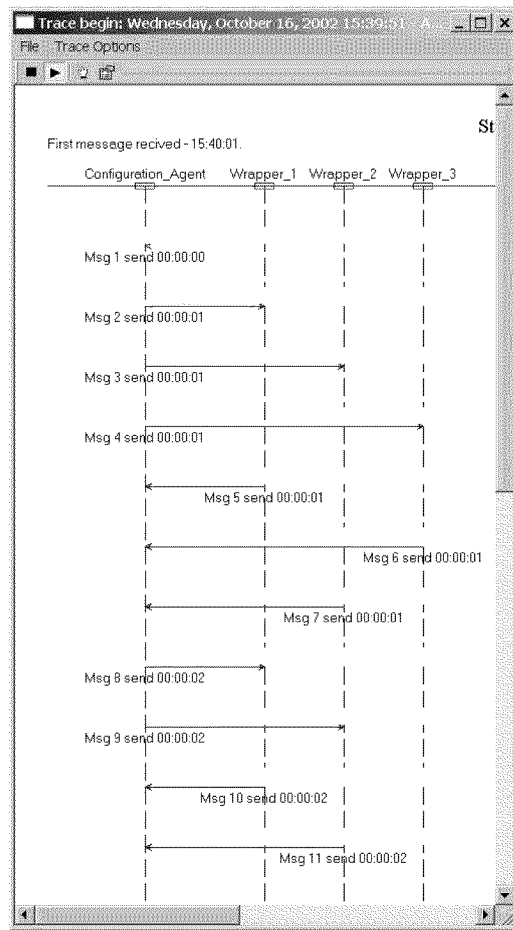 Trace begin: Wednesday, October 16, 2002 15:39:51 - A...
File Trace Options
St
First message recived - 15:40:01.
Configuration_Agent Wrapper_1 Wrapper_2 Wrapper_3
Msg 1 send 00:00:00
Msg 2 send 00:00:01
Msg 3 send 00:00:01
Msg 4 send 00:00:01
Msg 5 send 00:00:01
Msg 6 send 00:00:01
Msg 7 send 00:00:01
Msg 8 send 00:00:02
Msg 9 send 00:00:02
Msg 10 send 00:00:02
Msg 11 send 00:00:02